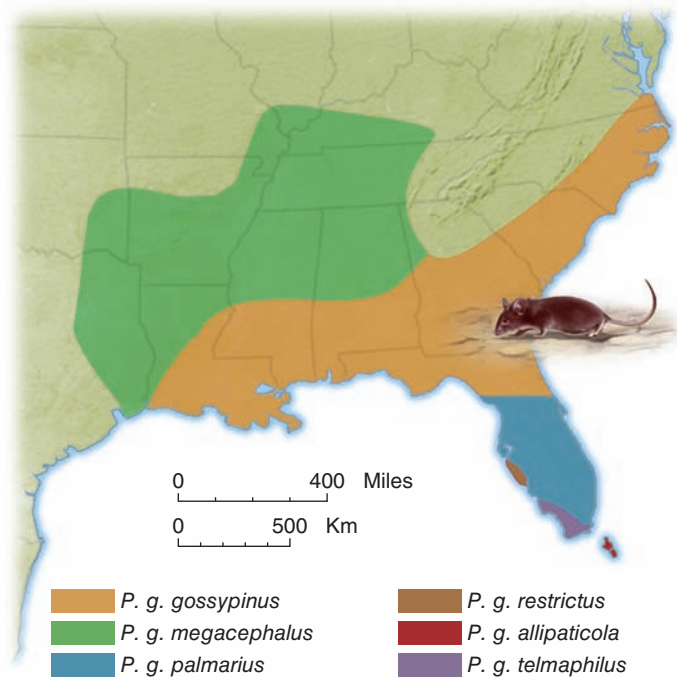 0 400 Miles
0 500 Km
P. g. gossypinus
P. g. megacephalus
P. g. palmarius
P. g. restrictus
P. g. allipaticola
P. g. telmaphilus